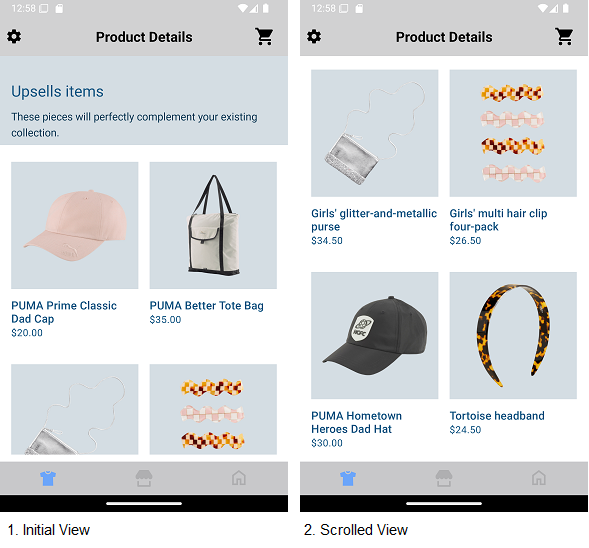 12:58
Product Details
Upsells items
These pieces will perfectly complement your existing
collection.
PUMA Prime Classic
Dad Cap
$20.00
PUMA Better Tote Bag
$35.00
1. Initial View
12:58
Product Details
Girls' glitter-and-metallic
purse
$34.50
Girls' multi hair clip
four-pack
$26.50
PUMA Hometown
Heroes Dad Hat
$30.00
Tortoise headband
$24.50
2. Scrolled View